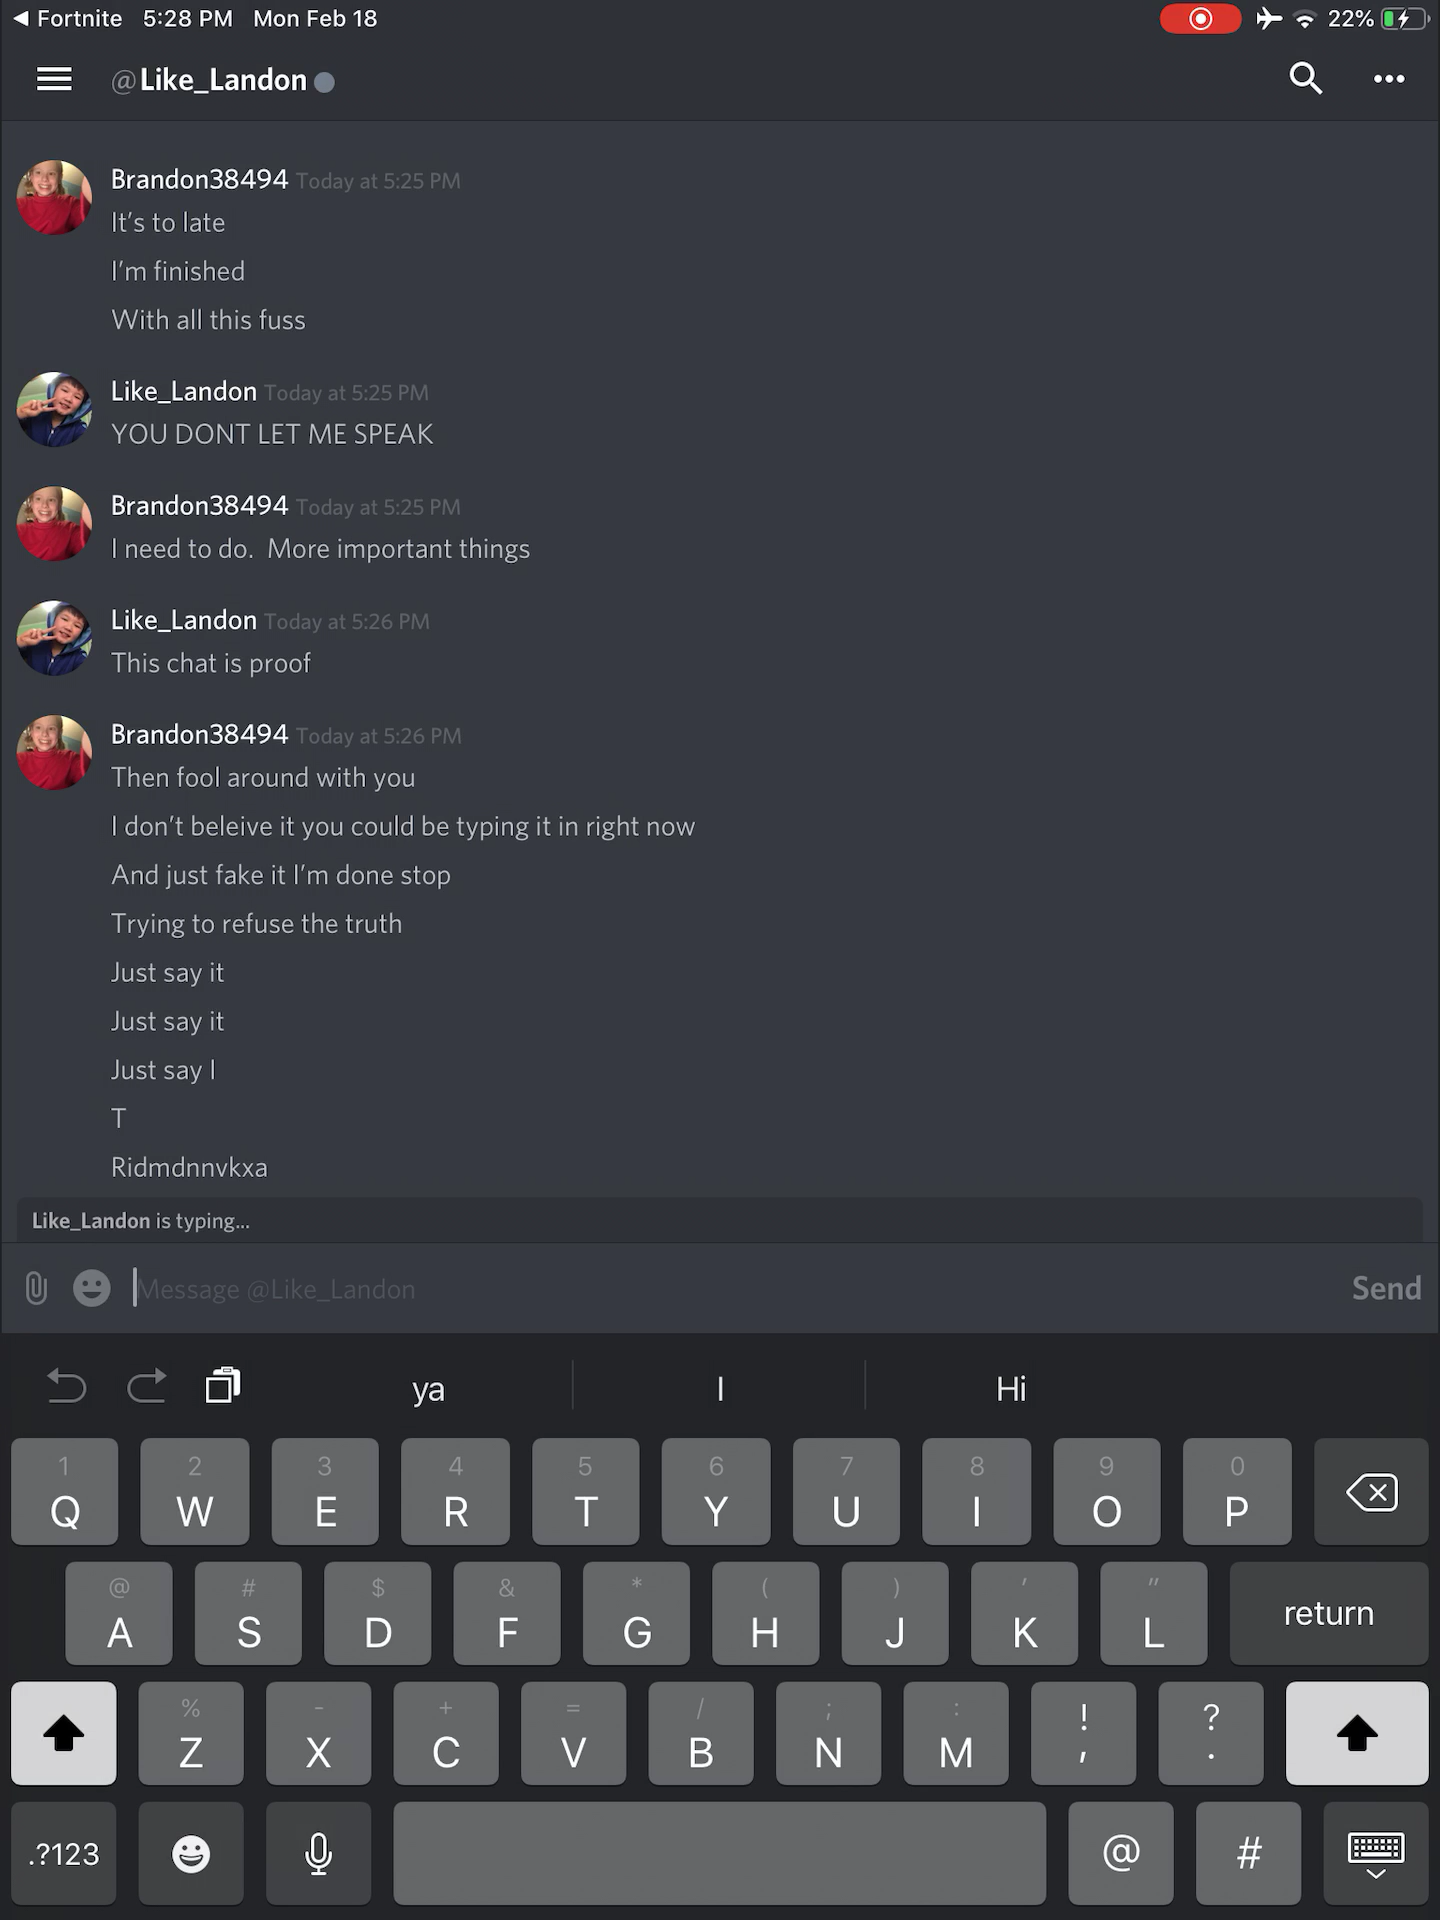 ◀ Fortnite 5:28 PM Mon Feb 18 22%
@Like_Landon
Brandon38494 Today at 5:25 PM
It's to late
I'm finished
With all this fuss
Like_Landon Today at 5:25 PM
YOU DONT LET ME SPEAK
Brandon38494 Today at 5:25 PM
I need to do.  More important things
Like_Landon Today at 5:26 PM
This chat is proof
Brandon38494 Today at 5:26 PM
Then fool around with you
I don't beleive it you could be typing it in right now
And just fake it I'm done stop
Trying to refuse the truth
Just say it
Just say it
Just say I
T
Ridmdnnvkxa
Like_Landon is typing...
Message @Like_Landon Send
ya I Hi
1 2 3 4 5 6 7 8 9 0
Q W E R T Y U I O P
@ # $ & * ( ) ' "
A S D F G H J K L return
% - + = / ; : ! ?
Z X C V B N M , .
.?123 @ #